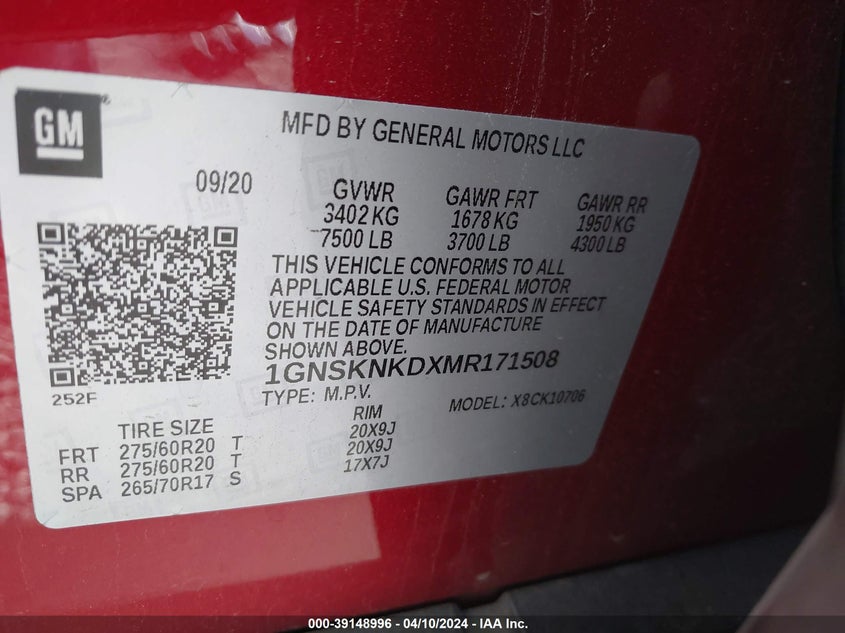 GM
MFD BY GENERAL MOTORS LLC
09/20
GVWR GAWR FRT GAWR RR
3402 KG 1678 KG 1950 KG
7500 LB 3700 LB 4300 LB
THIS VEHICLE CONFORMS TO ALL
APPLICABLE U.S. FEDERAL MOTOR
VEHICLE SAFETY STANDARDS IN EFFECT
ON THE DATE OF MANUFACTURE
SHOWN ABOVE.
1GNSKNKDXMR171508
252F
TYPE: M.P.V. MODEL: X8CK10706
TIRE SIZE RIM
FRT 275/60R20 T 20X9J
RR 275/60R20 T 20X9J
SPA 265/70R17 S 17X7J
000-39148996 - 04/10/2024 - IAAI.com